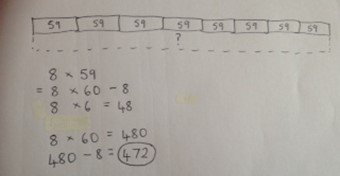 59 59 59 59 59 59 59 59
?
8 × 59
= 8 × 60 - 8
8 × 6 = 48
8 × 60 = 480
480 - 8 = 472